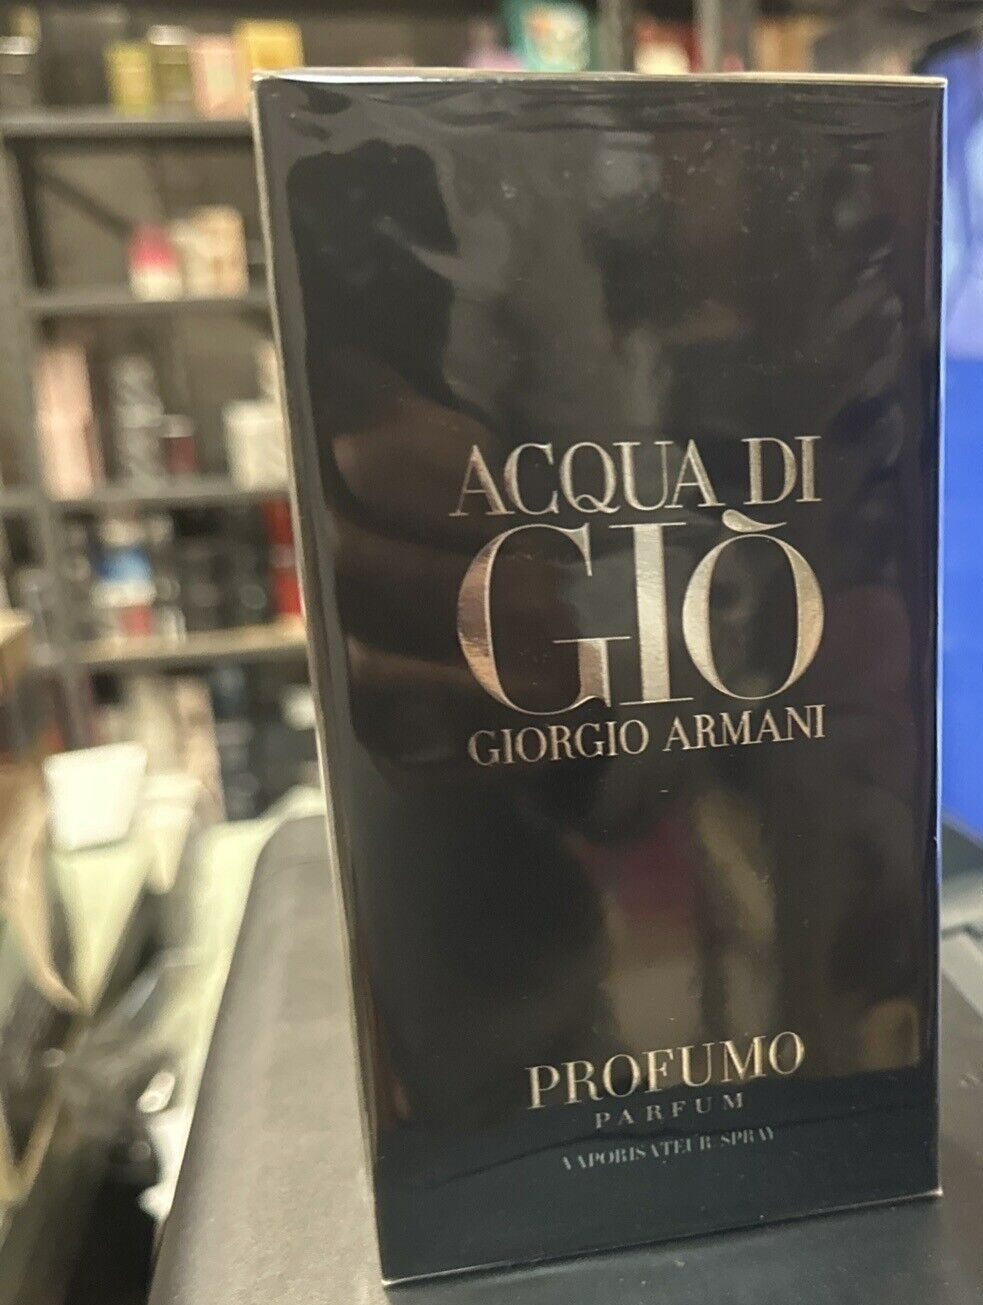 ACQUA DI
GIÒ
GIORGIO ARMANI
PROFUMO
PARFUM
VAPORISATEUR SPRAY